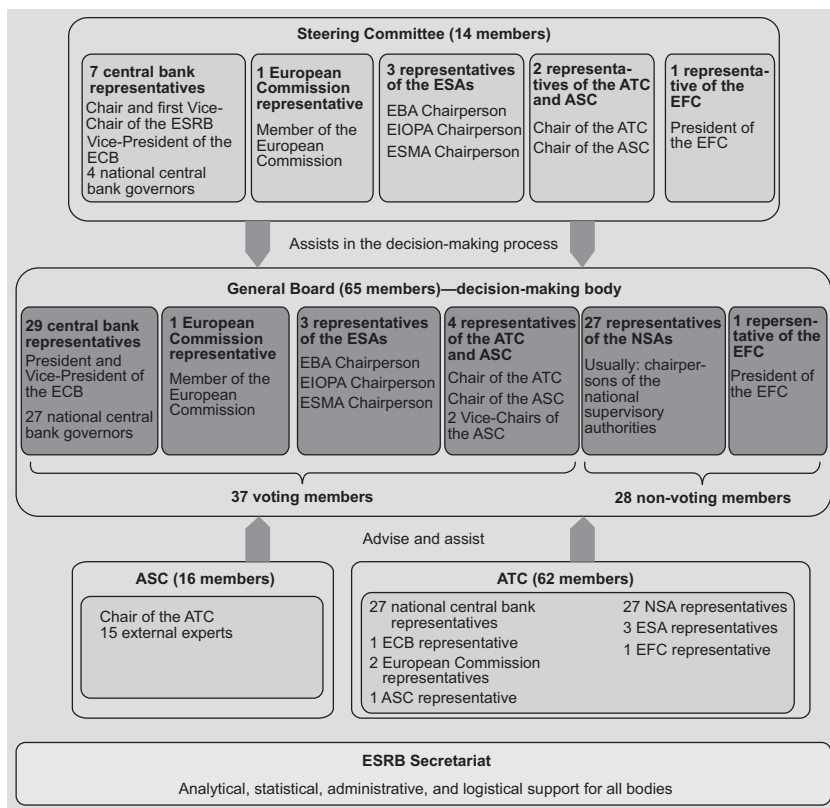 Steering Committee (14 members)
7 central bank
representatives
Chair and first Vice-
Chair of the ESRB
Vice-President of the
ECB
4 national central
bank governors
1 European
Commission
representative
Member of the
European
Commission
3 representatives
of the ESAs
EBA Chairperson
EIOPA Chairperson
ESMA Chairperson
2 representa-
tives of the ATC
and ASC
Chair of the ATC
Chair of the ASC
1 representa-
tive of the
EFC
President of
the EFC
Assists in the decision-making process
General Board (65 members)—decision-making body
29 central bank
representatives
President and
Vice-President of
the ECB
27 national central
bank governors
1 European
Commission
representative
Member of the
European
Commission
3 representatives
of the ESAs
EBA Chairperson
EIOPA Chairperson
ESMA Chairperson
4 representatives
of the ATC
and ASC
Chair of the ATC
Chair of the ASC
2 Vice-Chairs of
the ASC
27 representatives
of the NSAs
Usually: chairper-
sons of the
national
supervisory
authorities
1 repersen-
tative of the
EFC
President of
the EFC
37 voting members
28 non-voting members
Advise and assist
ASC (16 members)
Chair of the ATC
15 external experts
ATC (62 members)
27 national central bank
representatives
1 ECB representative
2 European Commission
representatives
1 ASC representative
27 NSA representatives
3 ESA representatives
1 EFC representative
ESRB Secretariat
Analytical, statistical, administrative, and logistical support for all bodies